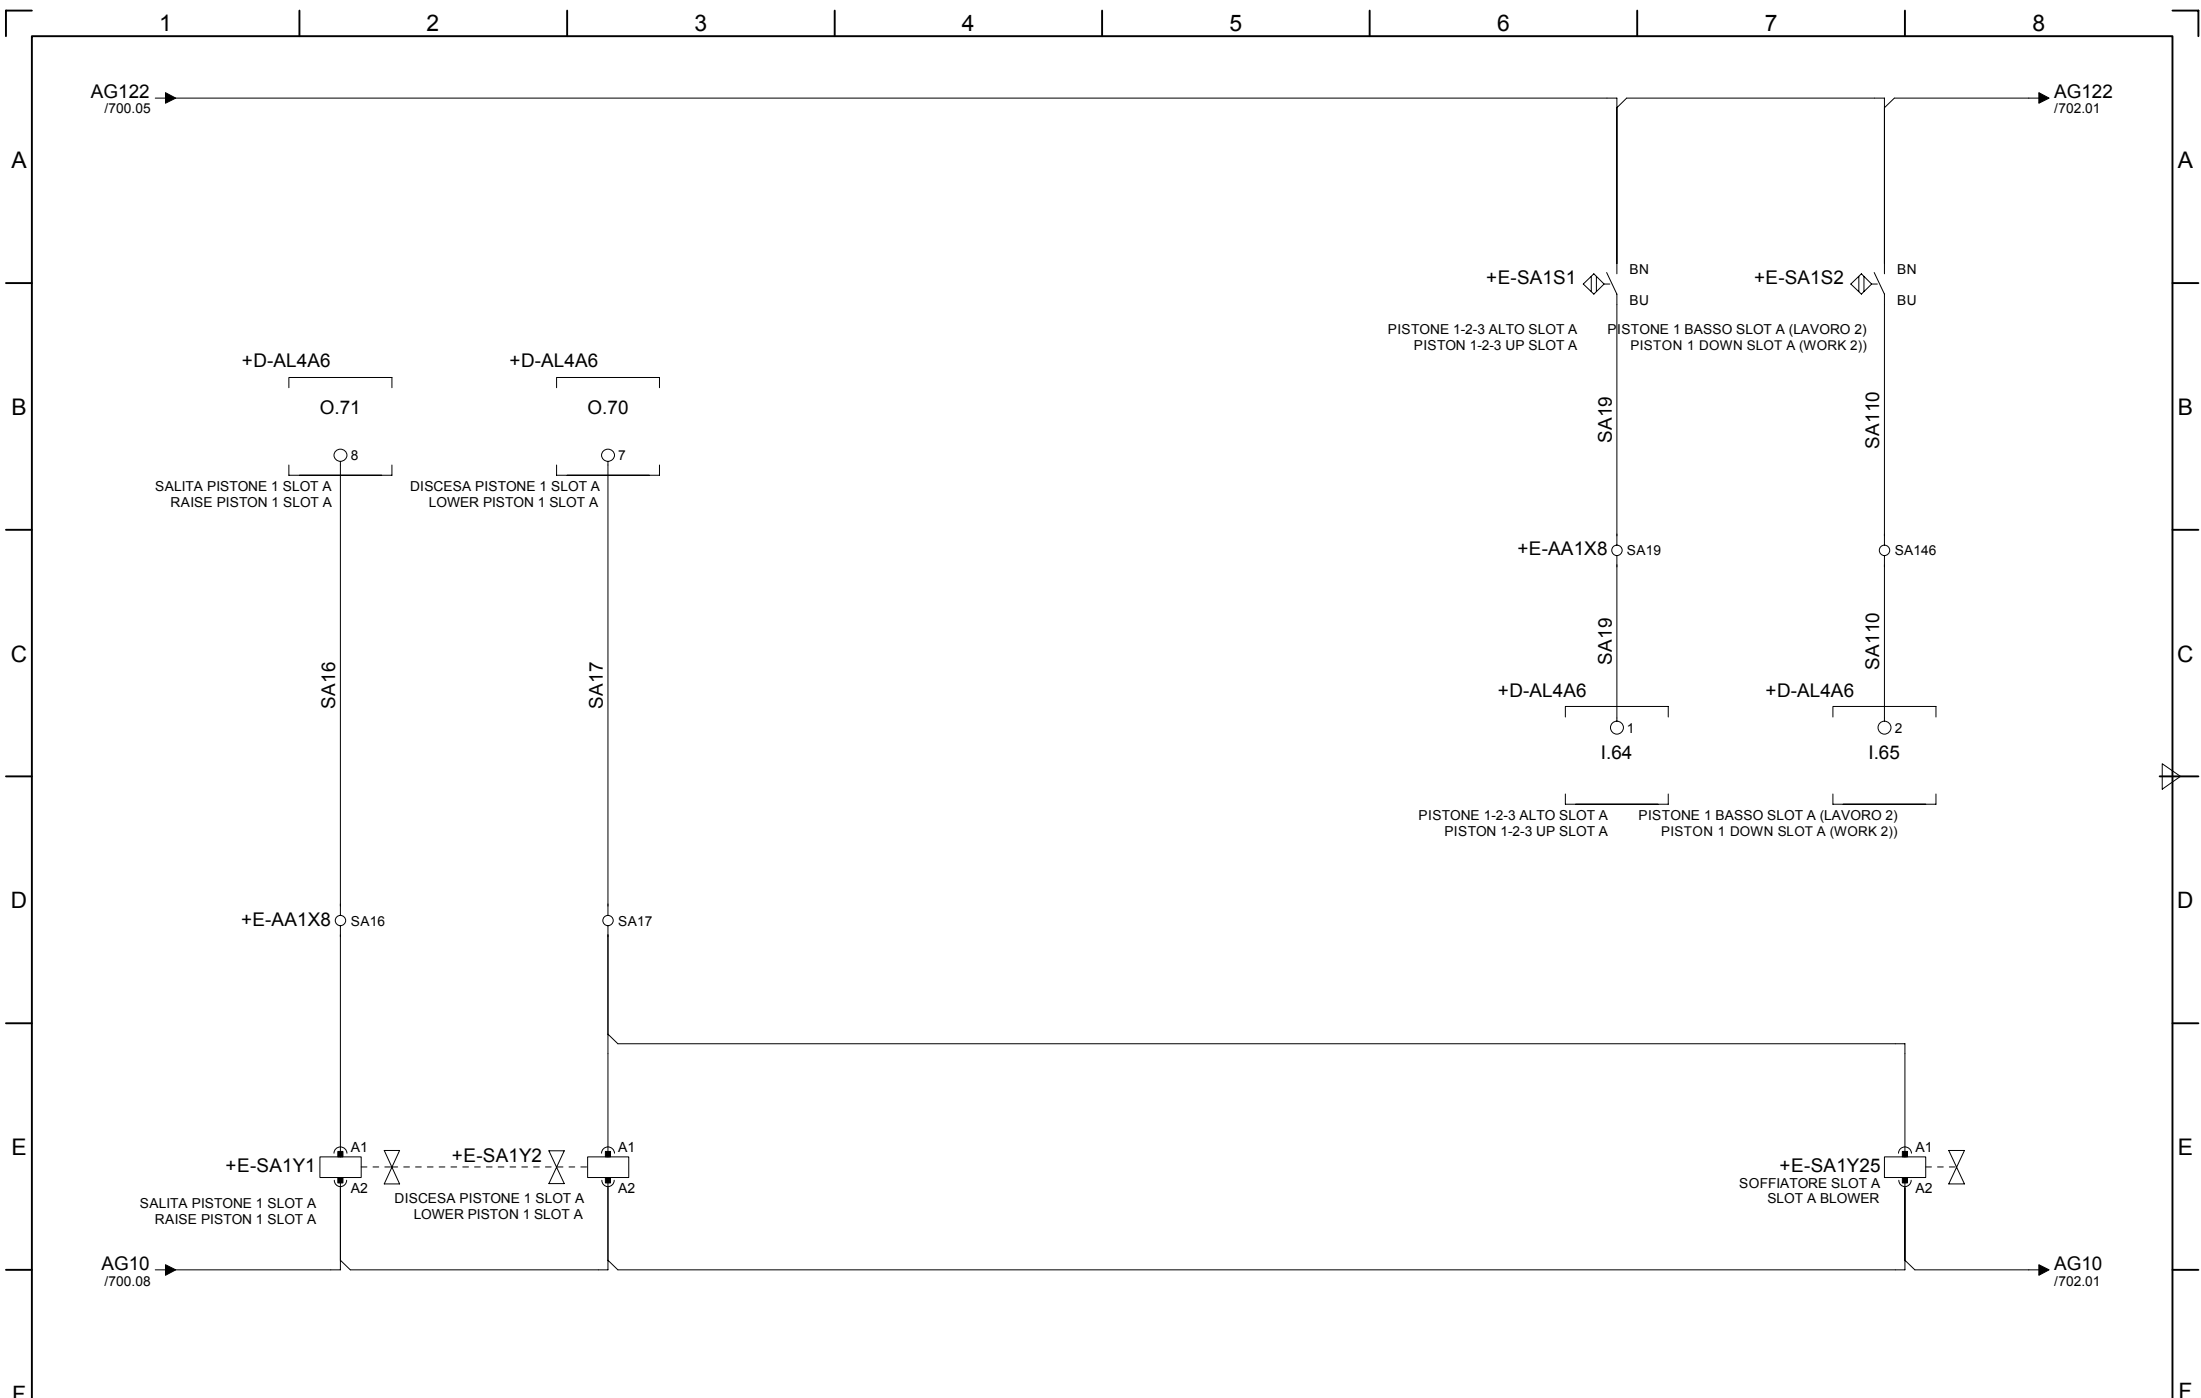 1 2 3 4 5 6 7 8
AG122
/700.05
AG122
/702.01
A A
+E-SA1S1 BN
BU
+E-SA1S2 BN
BU
PISTONE 1-2-3 ALTO SLOT A
PISTON 1-2-3 UP SLOT A
PISTONE 1 BASSO SLOT A (LAVORO 2)
PISTON 1 DOWN SLOT A (WORK 2))
+D-AL4A6
+D-AL4A6
B B
O.71
O.70
SA19
SA110
8
7
SALITA PISTONE 1 SLOT A
RAISE PISTON 1 SLOT A
DISCESA PISTONE 1 SLOT A
LOWER PISTON 1 SLOT A
+E-AA1X8 SA19
SA146
C C
SA16
SA17
SA19
SA110
+D-AL4A6
+D-AL4A6
1
2
I.64
I.65
PISTONE 1-2-3 ALTO SLOT A
PISTON 1-2-3 UP SLOT A
PISTONE 1 BASSO SLOT A (LAVORO 2)
PISTON 1 DOWN SLOT A (WORK 2))
D D
+E-AA1X8 SA16
SA17
E E
+E-SA1Y1 A1
A2
SALITA PISTONE 1 SLOT A
RAISE PISTON 1 SLOT A
+E-SA1Y2 A1
A2
DISCESA PISTONE 1 SLOT A
LOWER PISTON 1 SLOT A
+E-SA1Y25 A1
A2
SOFFIATORE SLOT A
SLOT A BLOWER
AG10
/700.08
AG10
/702.01
F F